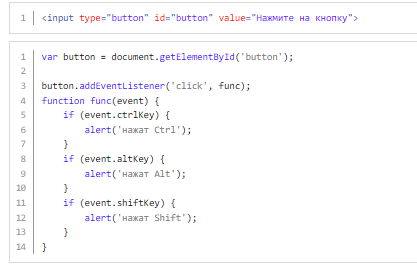 1 <input type="button" id="button" value="Нажмите на кнопку">
1 var button = document.getElementById('button');
2
3 button.addEventListener('click', func);
4 function func(event) {
5     if (event.ctrlKey) {
6         alert('нажат Ctrl');
7     }
8     if (event.altKey) {
9         alert('нажат Alt');
10     }
11     if (event.shiftKey) {
12         alert('нажат Shift');
13     }
14 }